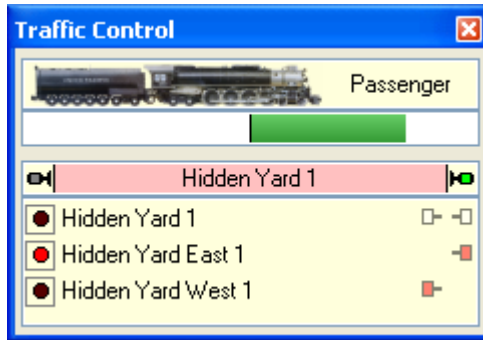 Traffic Control
Passenger
Hidden Yard 1
Hidden Yard 1
Hidden Yard East 1
Hidden Yard West 1